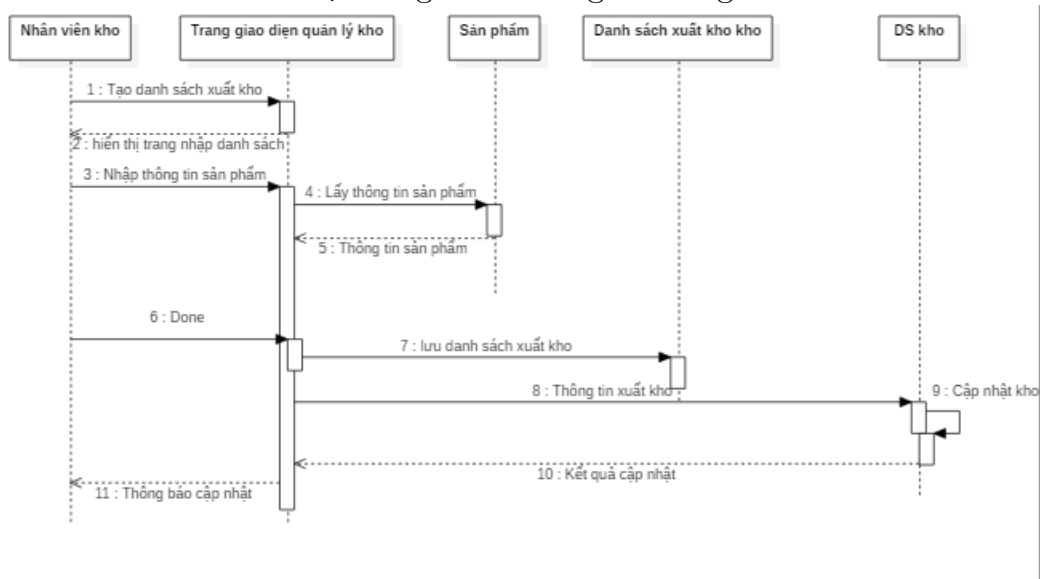 Nhân viên kho
Trang giao diện quản lý kho
Sản phẩm
Danh sách xuất kho kho
DS kho
1 : Tạo danh sách xuất kho
2 : hiển thị trang nhập danh sách
3 : Nhập thông tin sản phẩm
4 : Lấy thông tin sản phẩm
5 : Thông tin sản phẩm
6 : Done
7 : lưu danh sách xuất kho
8 : Thông tin xuất kho
9 : Cập nhật kho
10 : Kết quả cập nhật
11 : Thông báo cập nhật